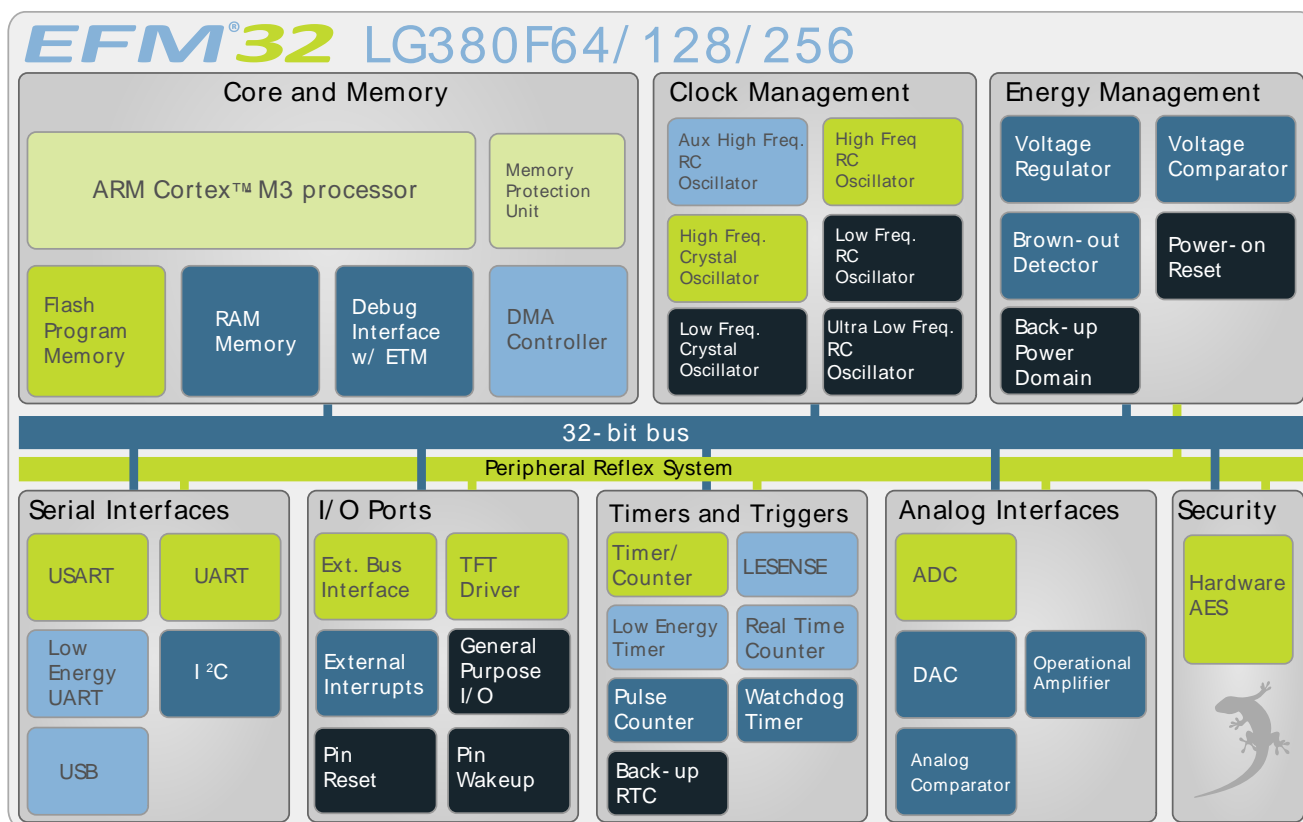 EFM®32 LG380F64/128/256
Core and Memory
ARM Cortex™ M3 processor
Memory
Protection
Unit
Flash
Program
Memory
RAM
Memory
Debug
Interface
w/ ETM
DMA
Controller
Clock Management
Aux High Freq.
RC
Oscillator
High Freq
RC
Oscillator
High Freq.
Crystal
Oscillator
Low Freq.
RC
Oscillator
Low Freq.
Crystal
Oscillator
Ultra Low Freq.
RC
Oscillator
Energy Management
Voltage
Regulator
Voltage
Comparator
Brown-out
Detector
Power-on
Reset
Back-up
Power
Domain
32-bit bus
Peripheral Reflex System
Serial Interfaces
USART
UART
Low
Energy
UART
I²C
USB
I/O Ports
Ext. Bus
Interface
TFT
Driver
External
Interrupts
General
Purpose
I/O
Pin
Reset
Pin
Wakeup
Timers and Triggers
Timer/
Counter
LESENSE
Low Energy
Timer
Real Time
Counter
Pulse
Counter
Watchdog
Timer
Back-up
RTC
Analog Interfaces
ADC
DAC
Operational
Amplifier
Analog
Comparator
Security
Hardware
AES